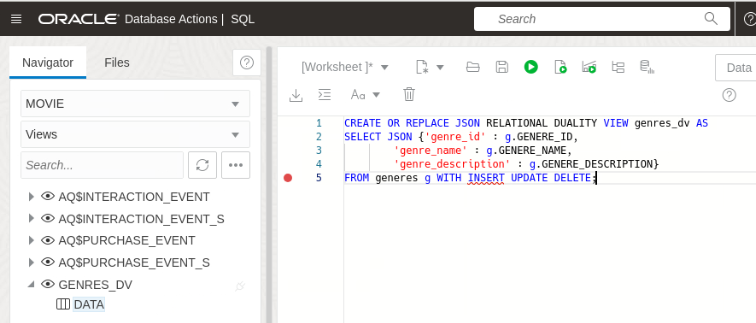 ORACLE Database Actions | SQL
Search
Navigator
Files
MOVIE
Views
Search...
AQ$INTERACTION_EVENT
AQ$INTERACTION_EVENT_S
AQ$PURCHASE_EVENT
AQ$PURCHASE_EVENT_S
GENRES_DV
DATA
[Worksheet ]*
Data
Aa
1 CREATE OR REPLACE JSON RELATIONAL DUALITY VIEW genres_dv AS
2 SELECT JSON {'genre_id' : g.GENERE_ID,
3 'genre_name' : g.GENERE_NAME,
4 'genre_description' : g.GENERE_DESCRIPTION}
5 FROM generes g WITH INSERT UPDATE DELETE;